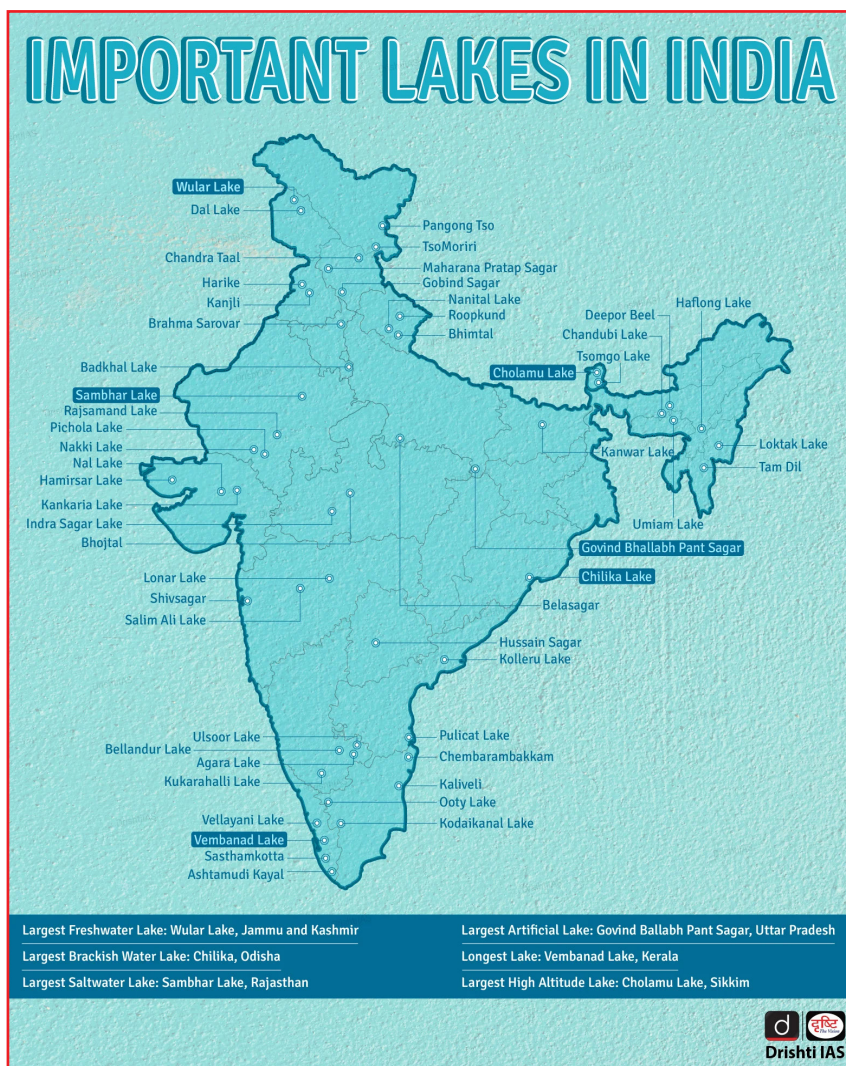 IMPORTANT LAKES IN INDIA
Wular Lake
Dal Lake
Pangong Tso
TsoMoriri
Chandra Taal
Maharana Pratap Sagar
Harike
Gobind Sagar
Kanjli
Nanital Lake
Roopkund
Brahma Sarovar
Bhimtal
Haflong Lake
Deepor Beel
Chandubi Lake
Tsomgo Lake
Cholamu Lake
Badkhal Lake
Sambhar Lake
Rajsamand Lake
Pichola Lake
Nakki Lake
Nal Lake
Hamirsar Lake
Kankaria Lake
Indra Sagar Lake
Bhojtal
Kanwar Lake
Loktak Lake
Tam Dil
Umiam Lake
Govind Bhallabh Pant Sagar
Chilika Lake
Belasagar
Lonar Lake
Shivsagar
Salim Ali Lake
Hussain Sagar
Kolleru Lake
Ulsoor Lake
Bellandur Lake
Agara Lake
Kukarahalli Lake
Pulicat Lake
Chembarambakkam
Kaliveli
Ooty Lake
Kodaikanal Lake
Vellayani Lake
Vembanad Lake
Sasthamkotta
Ashtamudi Kayal
Largest Freshwater Lake: Wular Lake, Jammu and Kashmir
Largest Brackish Water Lake: Chilika, Odisha
Largest Saltwater Lake: Sambhar Lake, Rajasthan
Largest Artificial Lake: Govind Ballabh Pant Sagar, Uttar Pradesh
Longest Lake: Vembanad Lake, Kerala
Largest High Altitude Lake: Cholamu Lake, Sikkim
d
दृष्टि
The Vision
Drishti IAS